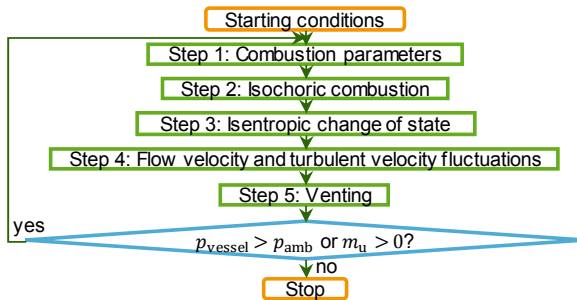 Starting conditions
Step 1: Combustion parameters
Step 2: Isochoric combustion
Step 3: Isentropic change of state
Step 4: Flow velocity and turbulent velocity fluctuations
Step 5: Venting
yes
p_vessel > p_amb or m_u > 0?
no
Stop